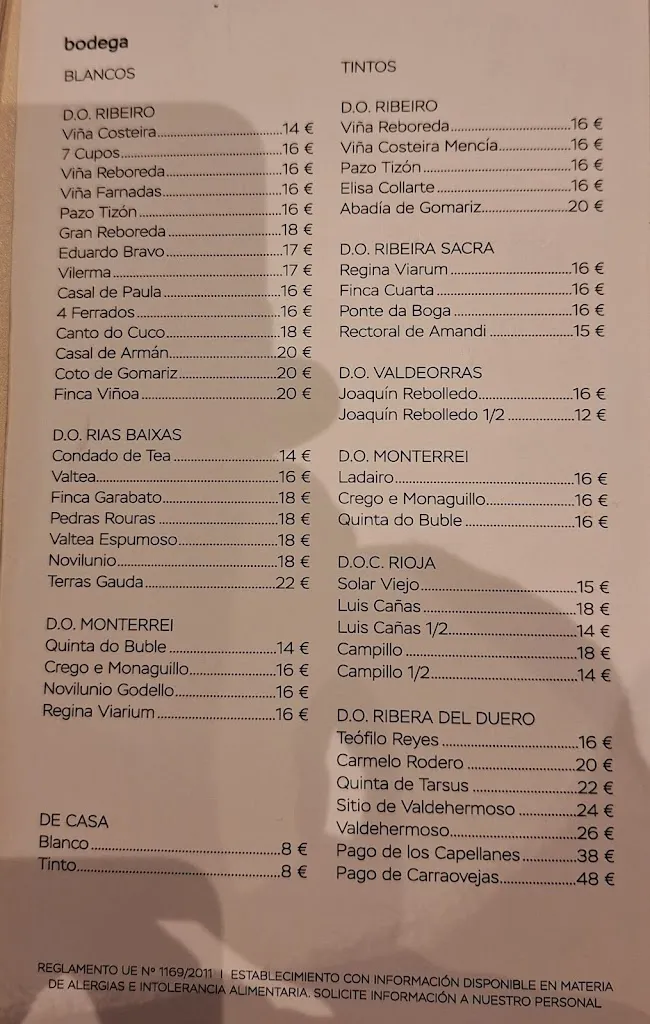 bodega
BLANCOS
D.O. RIBEIRO
Viña Costeira 14 €
7 Cupos 16 €
Viña Reboreda 16 €
Viña Farnadas 16 €
Pazo Tizón 16 €
Gran Reboreda 18 €
Eduardo Bravo 17 €
Vilerma 17 €
Casal de Paula 16 €
4 Ferrados 16 €
Canto do Cuco 18 €
Casal de Armán 20 €
Coto de Gomariz 20 €
Finca Viñoa 20 €
D.O. RIAS BAIXAS
Condado de Tea 14 €
Valtea 16 €
Finca Garabato 18 €
Pedras Rouras 18 €
Valtea Espumoso 18 €
Novilunio 18 €
Terras Gauda 22 €
D.O. MONTERREI
Quinta do Buble 14 €
Crego e Monaguillo 16 €
Novilunio Godello 16 €
Regina Viarium 16 €
DE CASA
Blanco 8 €
Tinto 8 €
TINTOS
D.O. RIBEIRO
Viña Reboreda 16 €
Viña Costeira Mencía 16 €
Pazo Tizón 16 €
Elisa Collarte 16 €
Abadía de Gomariz 20 €
D.O. RIBEIRA SACRA
Regina Viarum 16 €
Finca Cuarta 16 €
Ponte da Boga 16 €
Rectoral de Amandi 15 €
D.O. VALDEORRAS
Joaquín Rebolledo 16 €
Joaquín Rebolledo 1/2 12 €
D.O. MONTERREI
Ladairo 16 €
Crego e Monaguillo 16 €
Quinta do Buble 16 €
D.O.C. RIOJA
Solar Viejo 15 €
Luis Cañas 18 €
Luis Cañas 1/2 14 €
Campillo 18 €
Campillo 1/2 14 €
D.O. RIBERA DEL DUERO
Teófilo Reyes 16 €
Carmelo Rodero 20 €
Quinta de Tarsus 22 €
Sitio de Valdehermoso 24 €
Valdehermoso 26 €
Pago de los Capellanes 38 €
Pago de Carraovejas 48 €
REGLAMENTO UE Nº 1169/2011 | ESTABLECIMIENTO CON INFORMACIÓN DISPONIBLE EN MATERIA
DE ALERGIAS E INTOLERANCIA ALIMENTARIA. SOLICITE INFORMACIÓN A NUESTRO PERSONAL